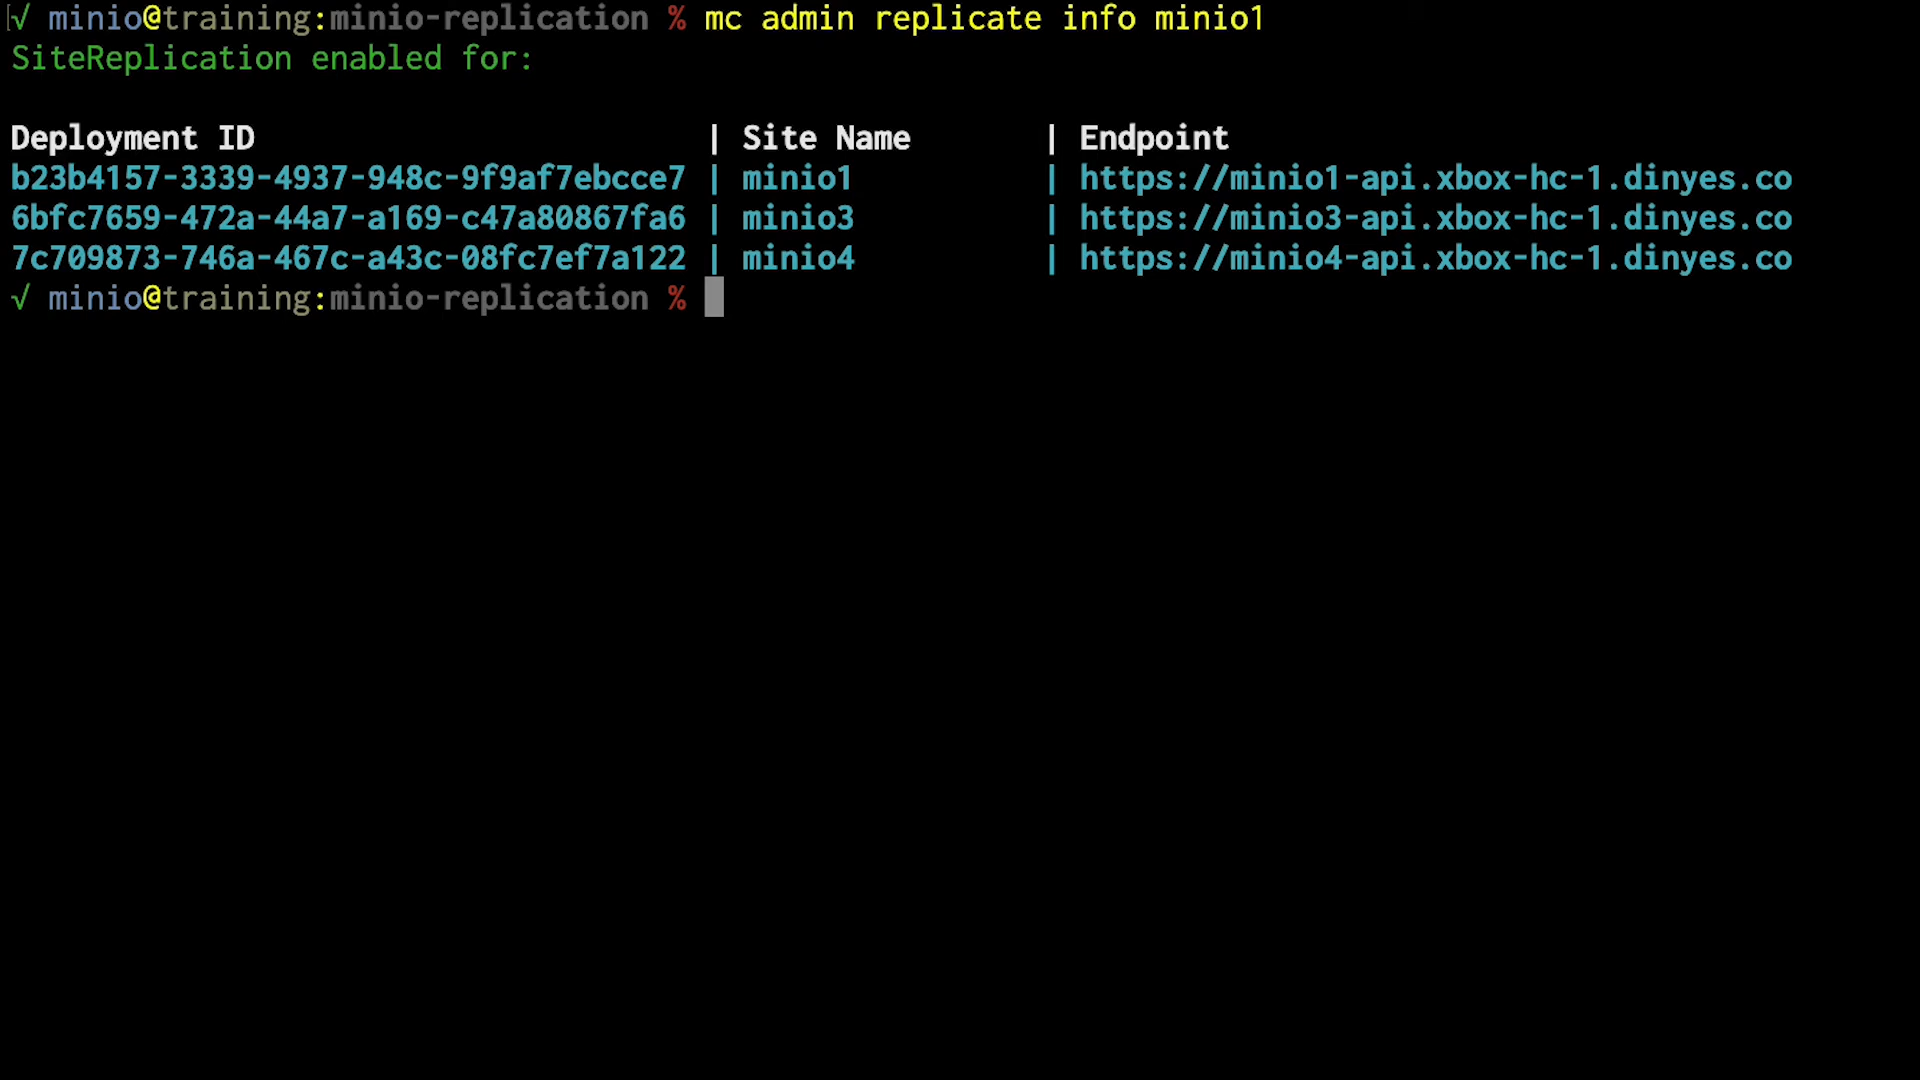 √ minio@training:minio-replication % mc admin replicate info minio1
SiteReplication enabled for:
Deployment ID | Site Name | Endpoint
b23b4157-3339-4937-948c-9f9af7ebcce7 | minio1 | https://minio1-api.xbox-hc-1.dinyes.co
6bfc7659-472a-44a7-a169-c47a80867fa6 | minio3 | https://minio3-api.xbox-hc-1.dinyes.co
7c709873-746a-467c-a43c-08fc7ef7a122 | minio4 | https://minio4-api.xbox-hc-1.dinyes.co
√ minio@training:minio-replication %